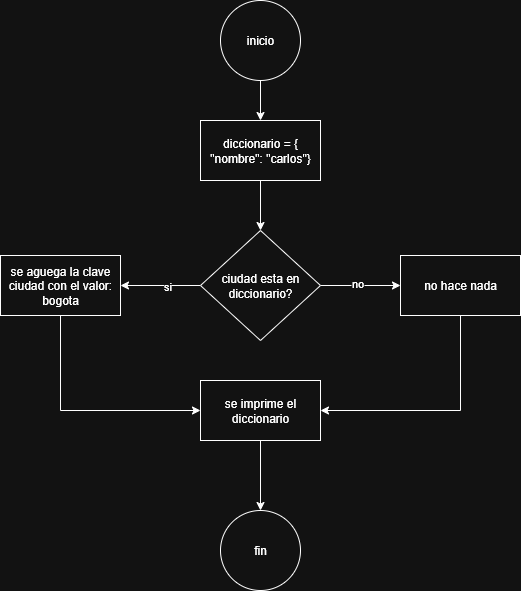 inicio
diccionario = {
"nombre": "carlos"}
ciudad esta en
diccionario?
si
no
se aguega la clave
ciudad con el valor:
bogota
no hace nada
se imprime el
diccionario
fin